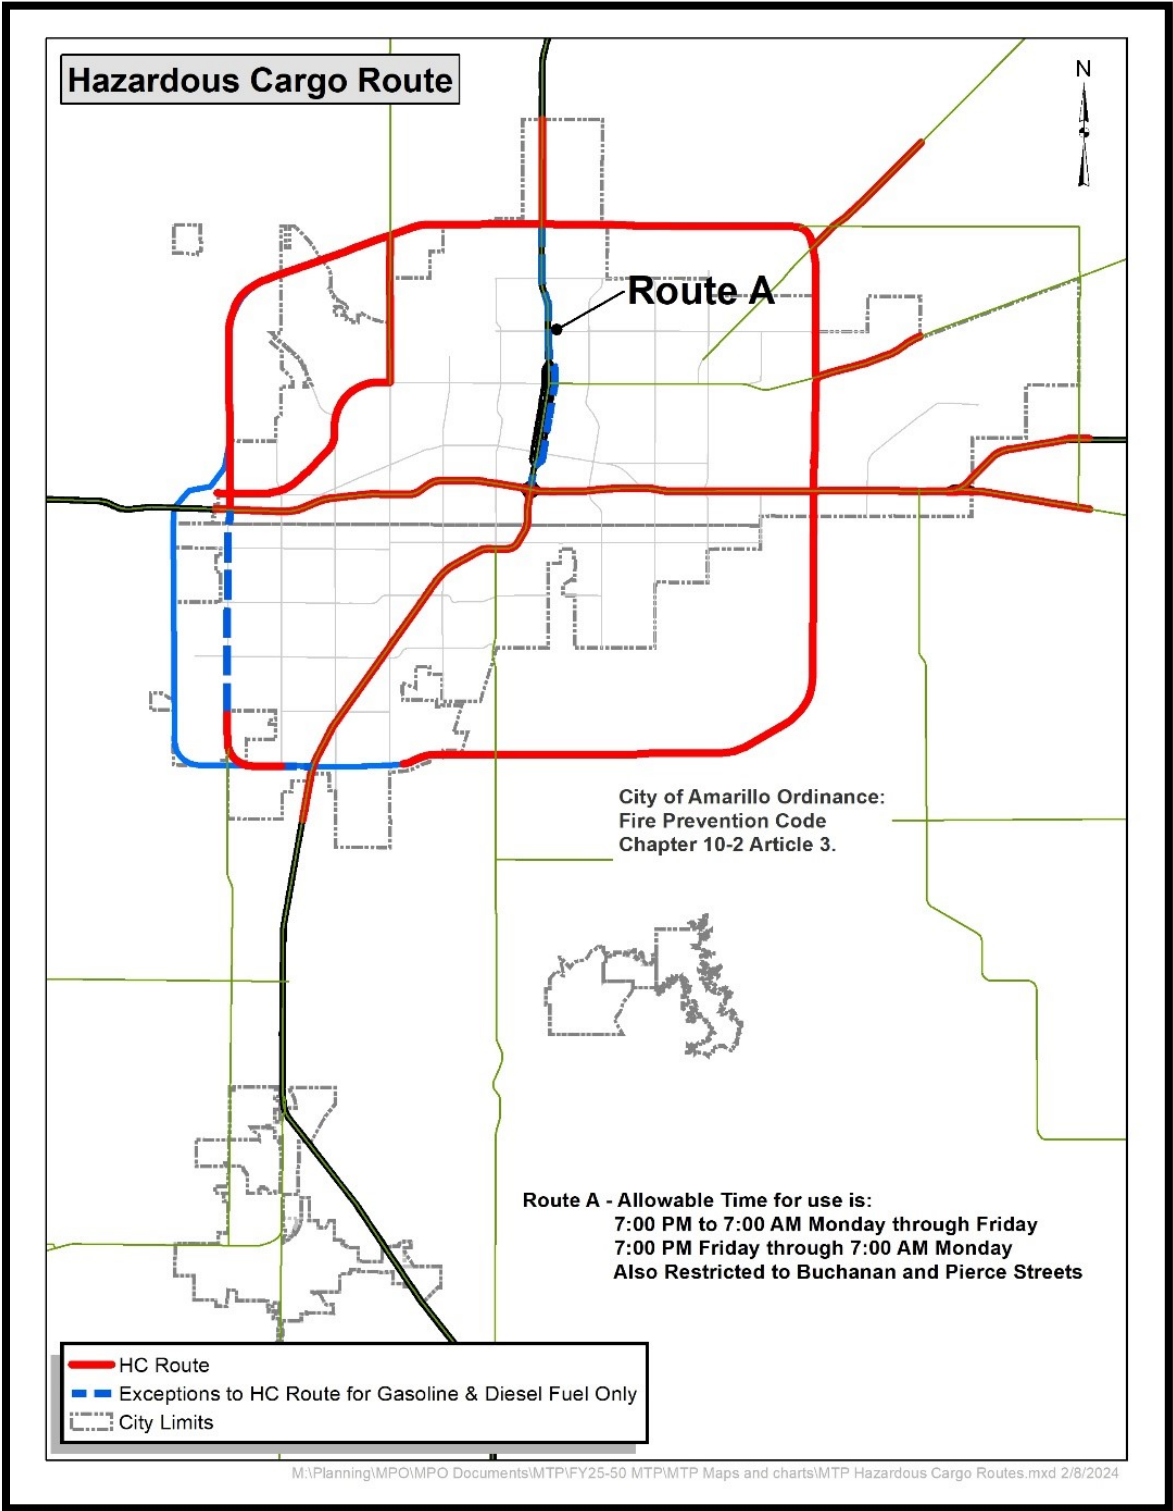 Hazardous Cargo Route
N
Route A
City of Amarillo Ordinance:
Fire Prevention Code
Chapter 10-2 Article 3.
Route A - Allowable Time for use is:
7:00 PM to 7:00 AM Monday through Friday
7:00 PM Friday through 7:00 AM Monday
Also Restricted to Buchanan and Pierce Streets
HC Route
Exceptions to HC Route for Gasoline & Diesel Fuel Only
City Limits
M:\Planning\MPO\MPO Documents\MTP\FY25-50 MTP\MTP Maps and charts\MTP Hazardous Cargo Routes.mxd 2/8/2024